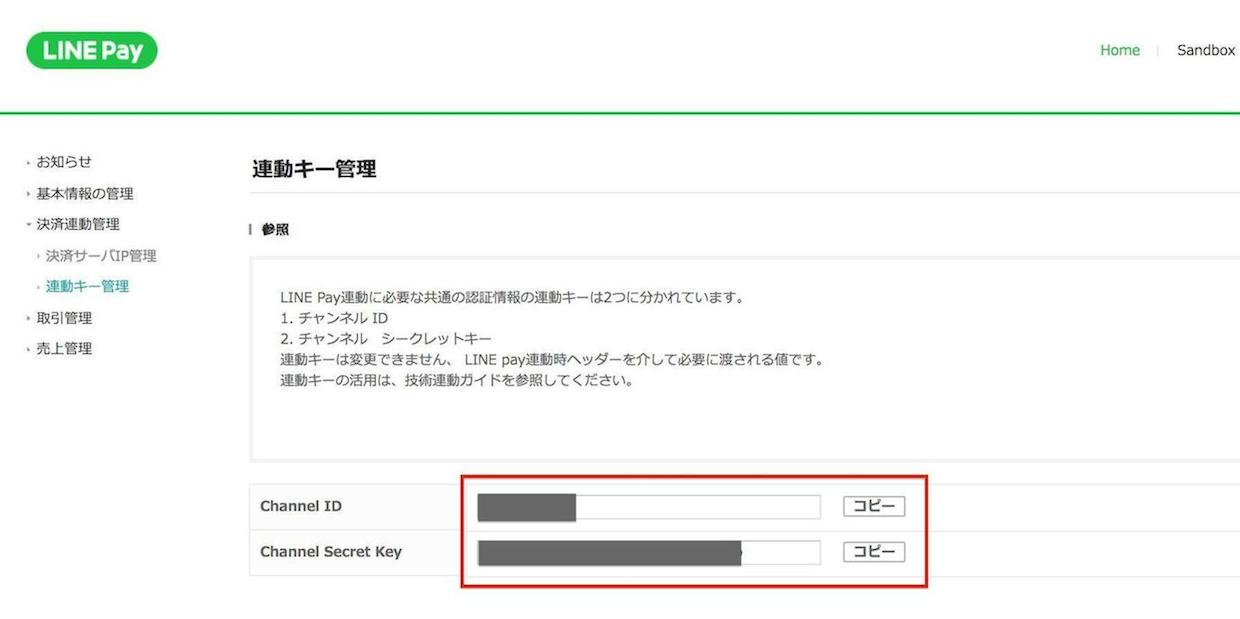 LINE Pay
Home
Sandbox
お知らせ
基本情報の管理
決済連動管理
決済サーバIP管理
連動キー管理
取引管理
売上管理
連動キー管理
参照
LINE Pay連動に必要な共通の認証情報の連動キーは2つに分かれています。
1. チャンネル ID
2. チャンネル　シークレットキー
連動キーは変更できません、 LINE pay連動時ヘッダーを介して必要に渡される値です。
連動キーの活用は、技術連動ガイドを参照してください。
Channel ID
コピー
Channel Secret Key
コピー